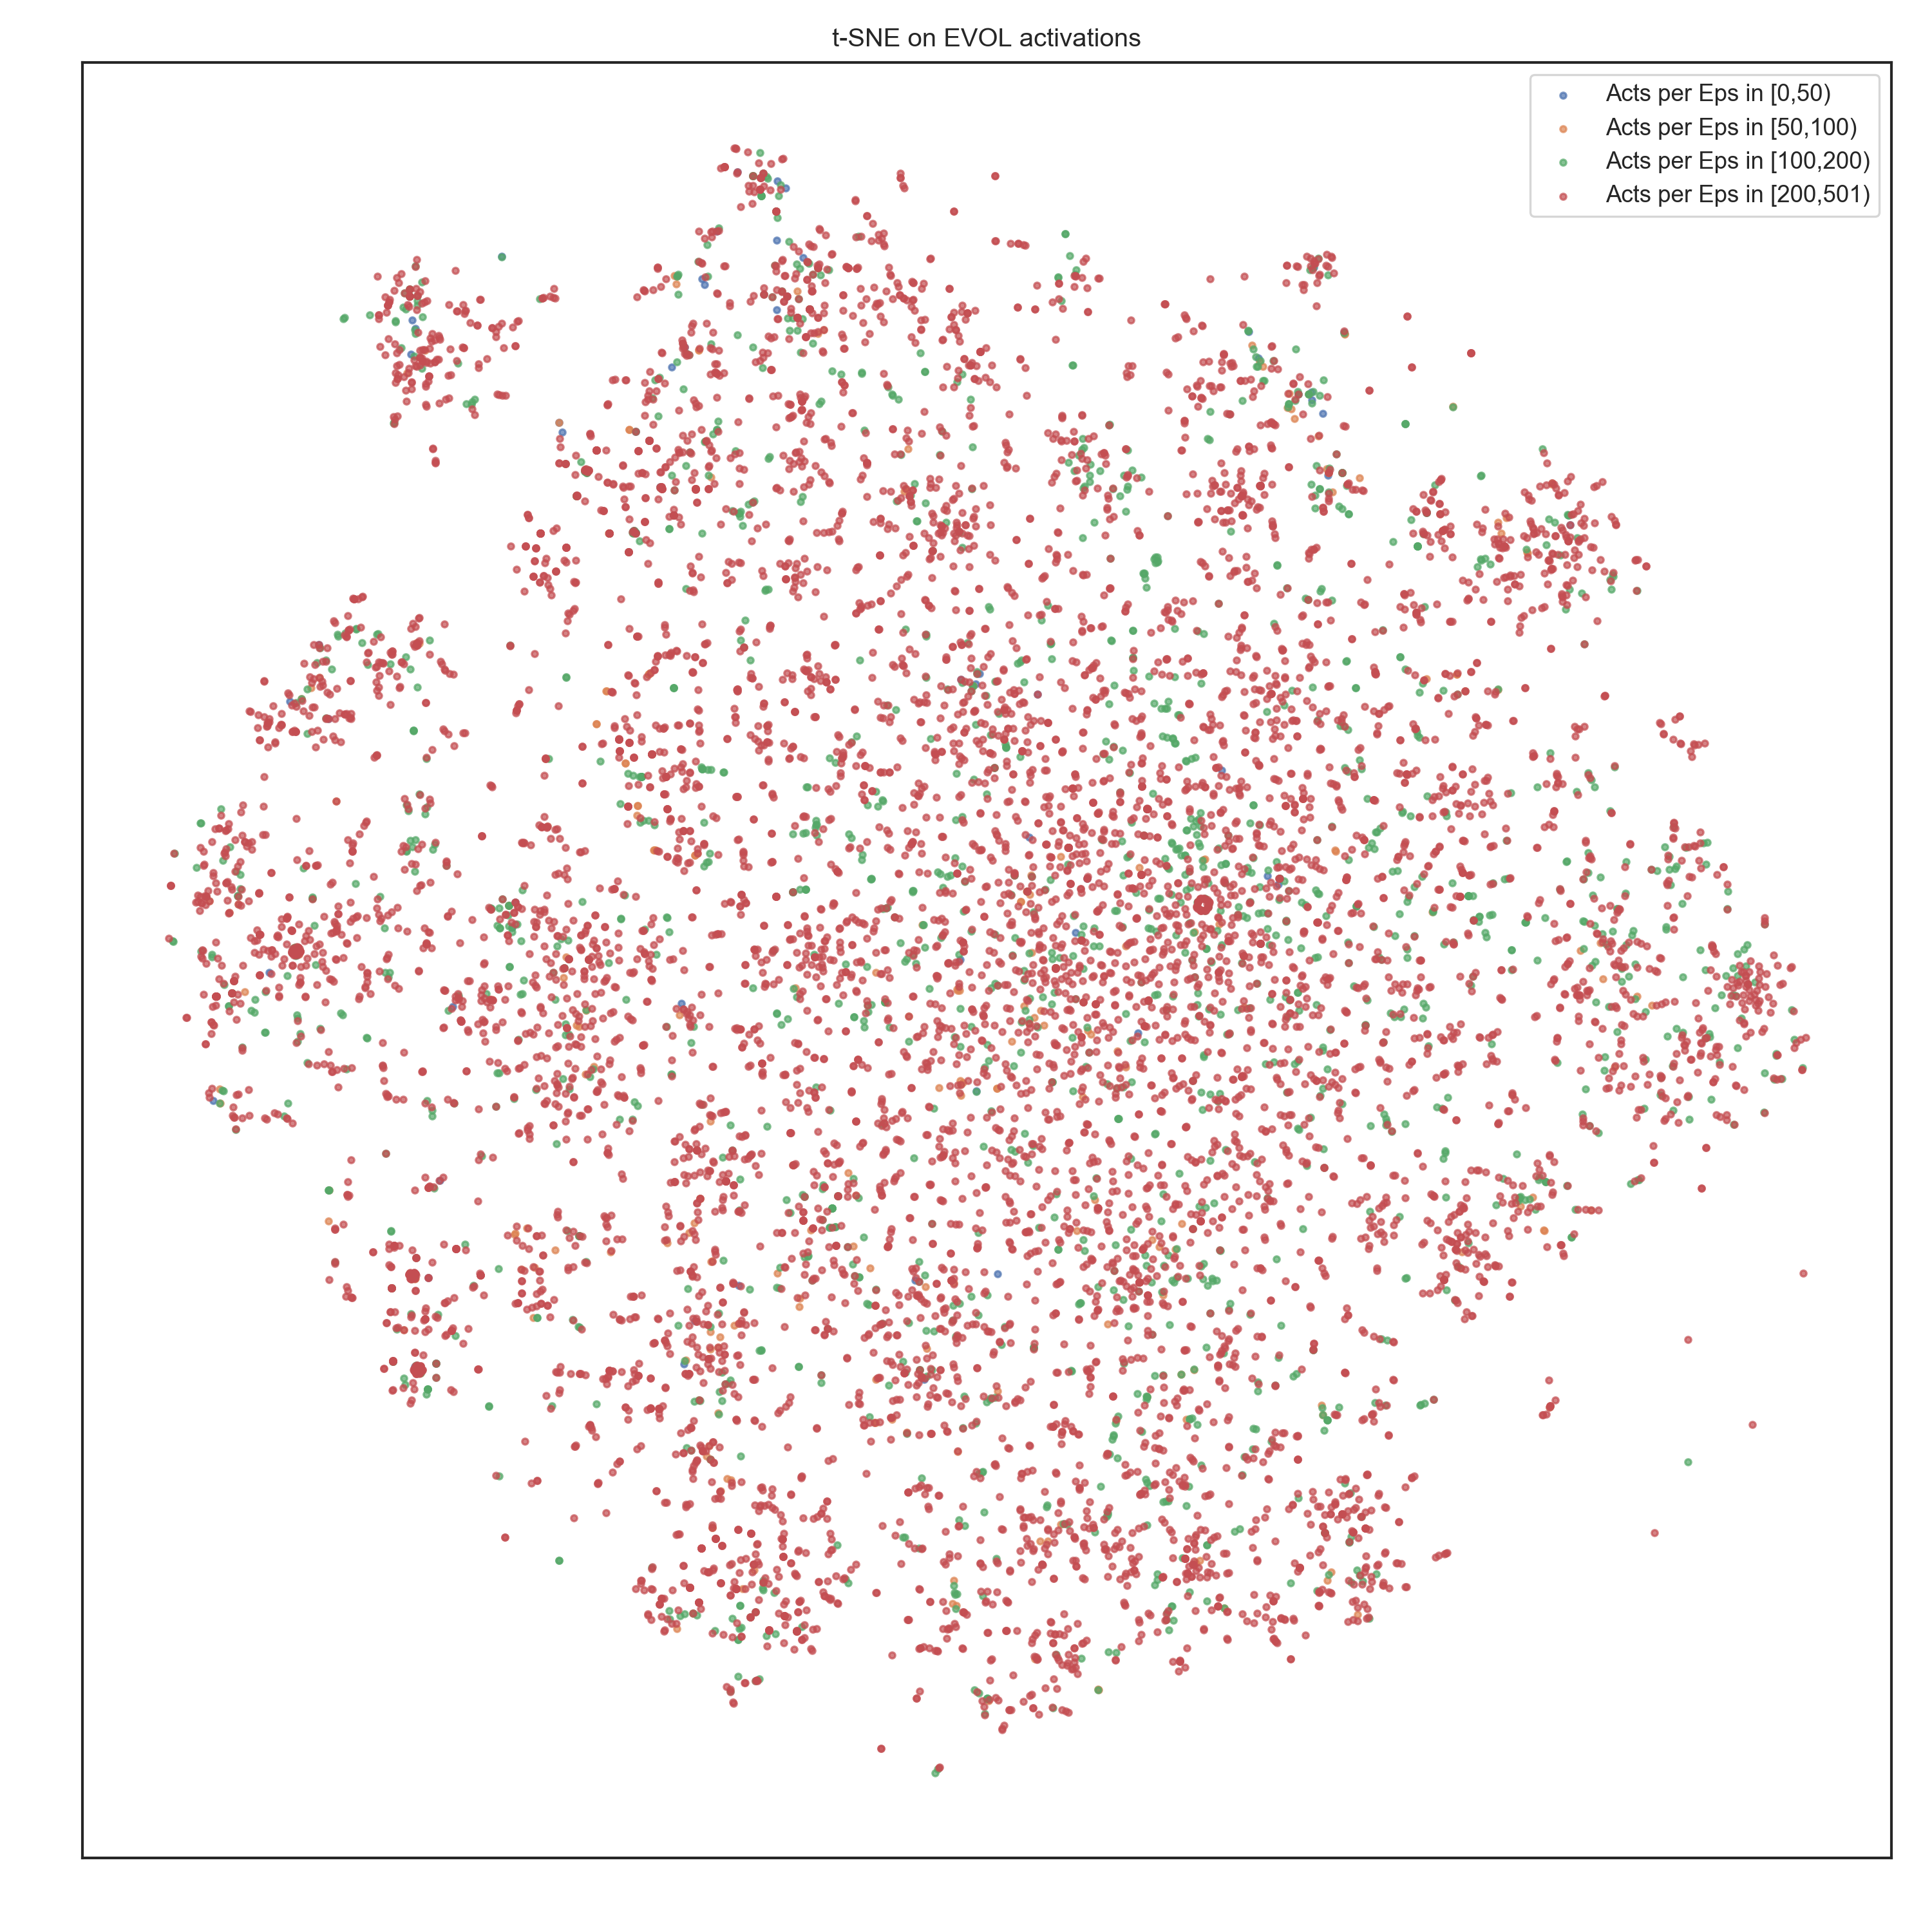 t-SNE on EVOL activations
Acts per Eps in [0,50)
Acts per Eps in [50,100)
Acts per Eps in [100,200)
Acts per Eps in [200,501)